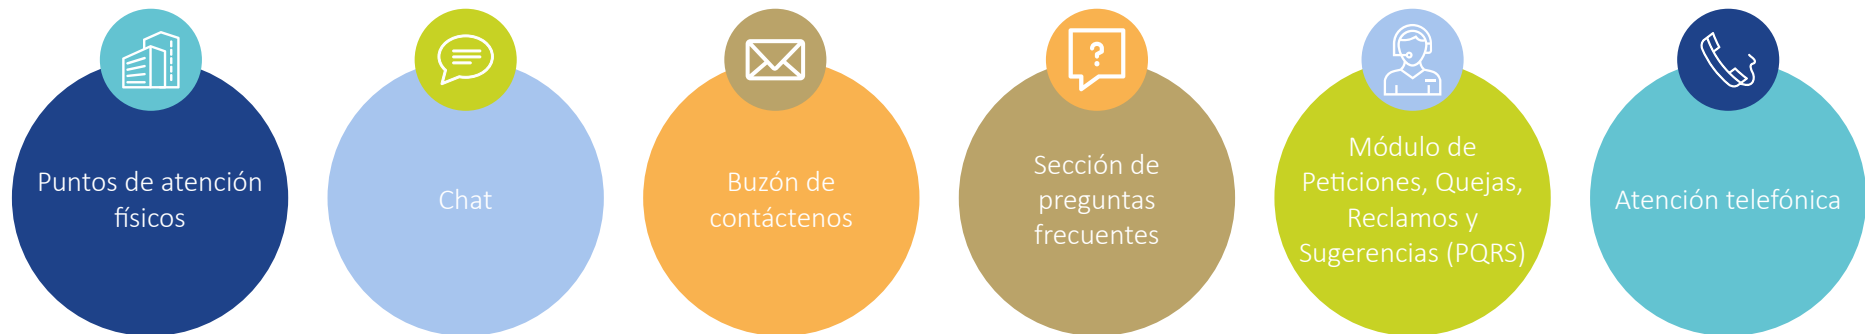 Puntos de atención
físicos
Chat
Buzón de
contáctenos
?
Sección de
preguntas
frecuentes
Módulo de
Peticiones, Quejas,
Reclamos y
Sugerencias (PQRS)
Atención telefónica